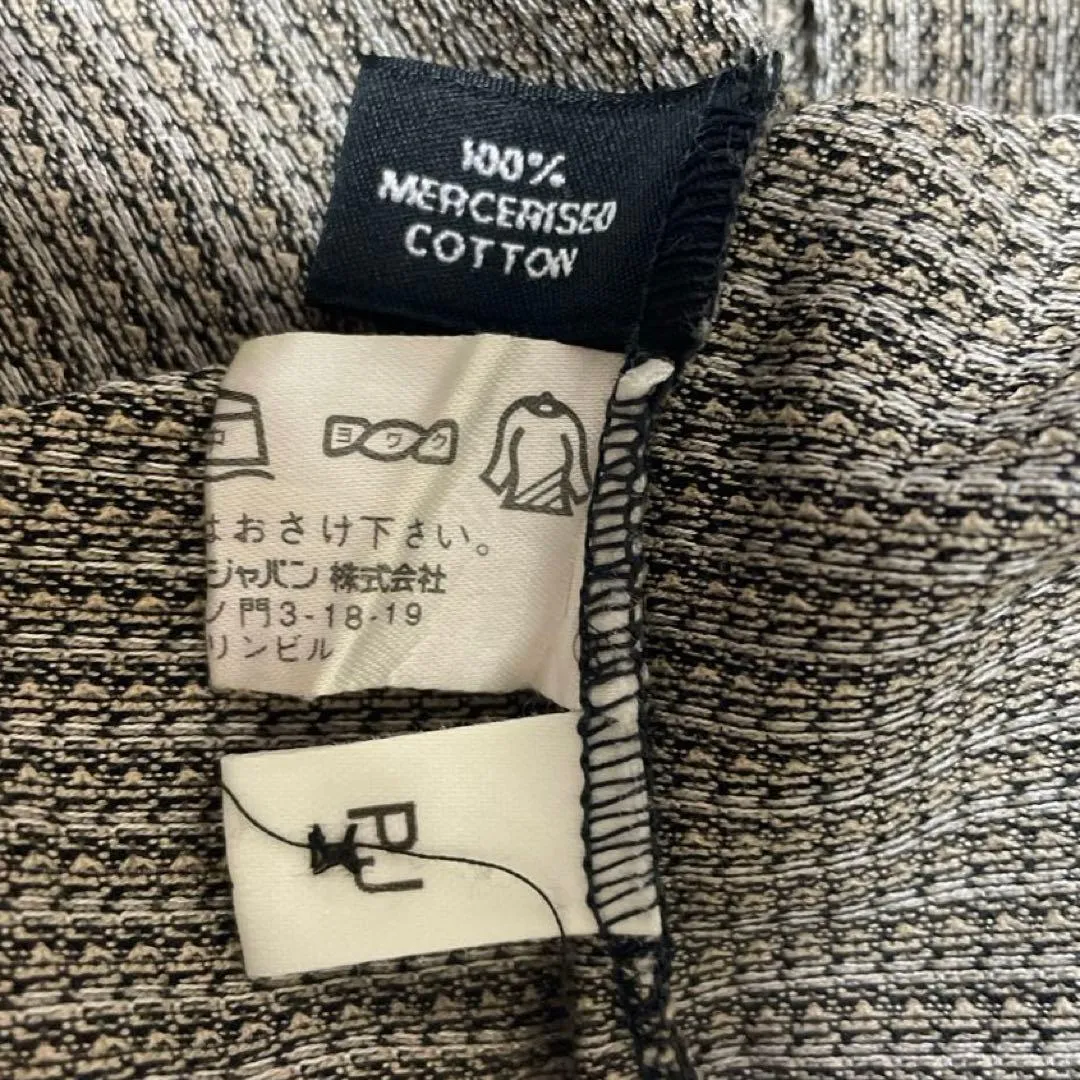 100%
MERCERISED
COTTON
ヨワク
はおさけ下さい。
ジャパン 株式会社
ノ門3-18-19
リンビル
PJ